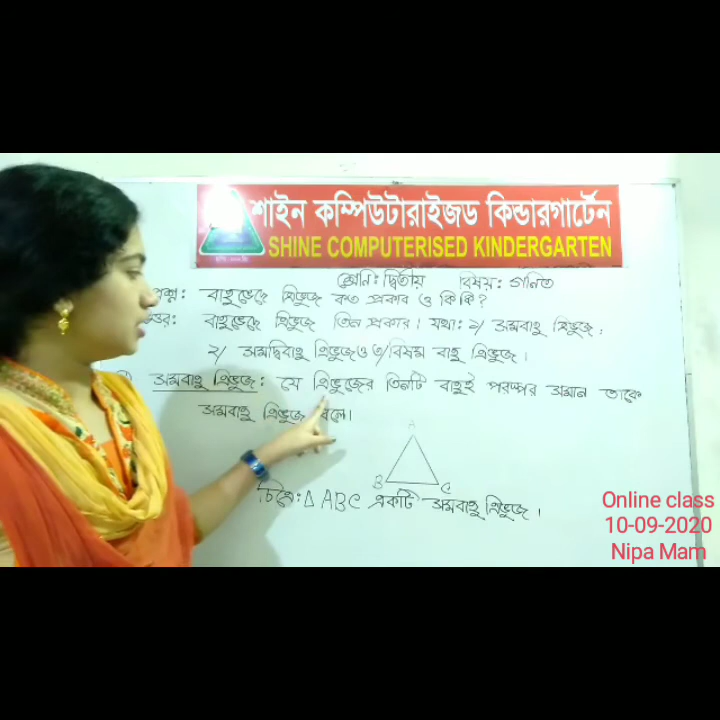 শাইন কম্পিউটারাইজড কিন্ডারগার্টেন
SHINE COMPUTERISED KINDERGARTEN
শ্রেনি: দ্বিতীয় বিষয়: গনিত
প্রশ্ন: বাহুভেদে ত্রিভুজ কত প্রকার ও কি কি?
উত্তর: বাহুভেদে ত্রিভুজ তিন প্রকার। যথা: ১/ সমবাহু ত্রিভুজ,
২/ সমদ্বিবাহু ত্রিভুজ ও ৩/ বিষম বাহু ত্রিভুজ।
সমবাহু ত্রিভুজ: যে ত্রিভুজের তিনটি বাহুই পরস্পর সমান তাকে
সমবাহু ত্রিভুজ বলে।
A
B C
চিত্রে: Δ ABC একটি সমবাহু ত্রিভুজ।
Online class
10-09-2020
Nipa Mam